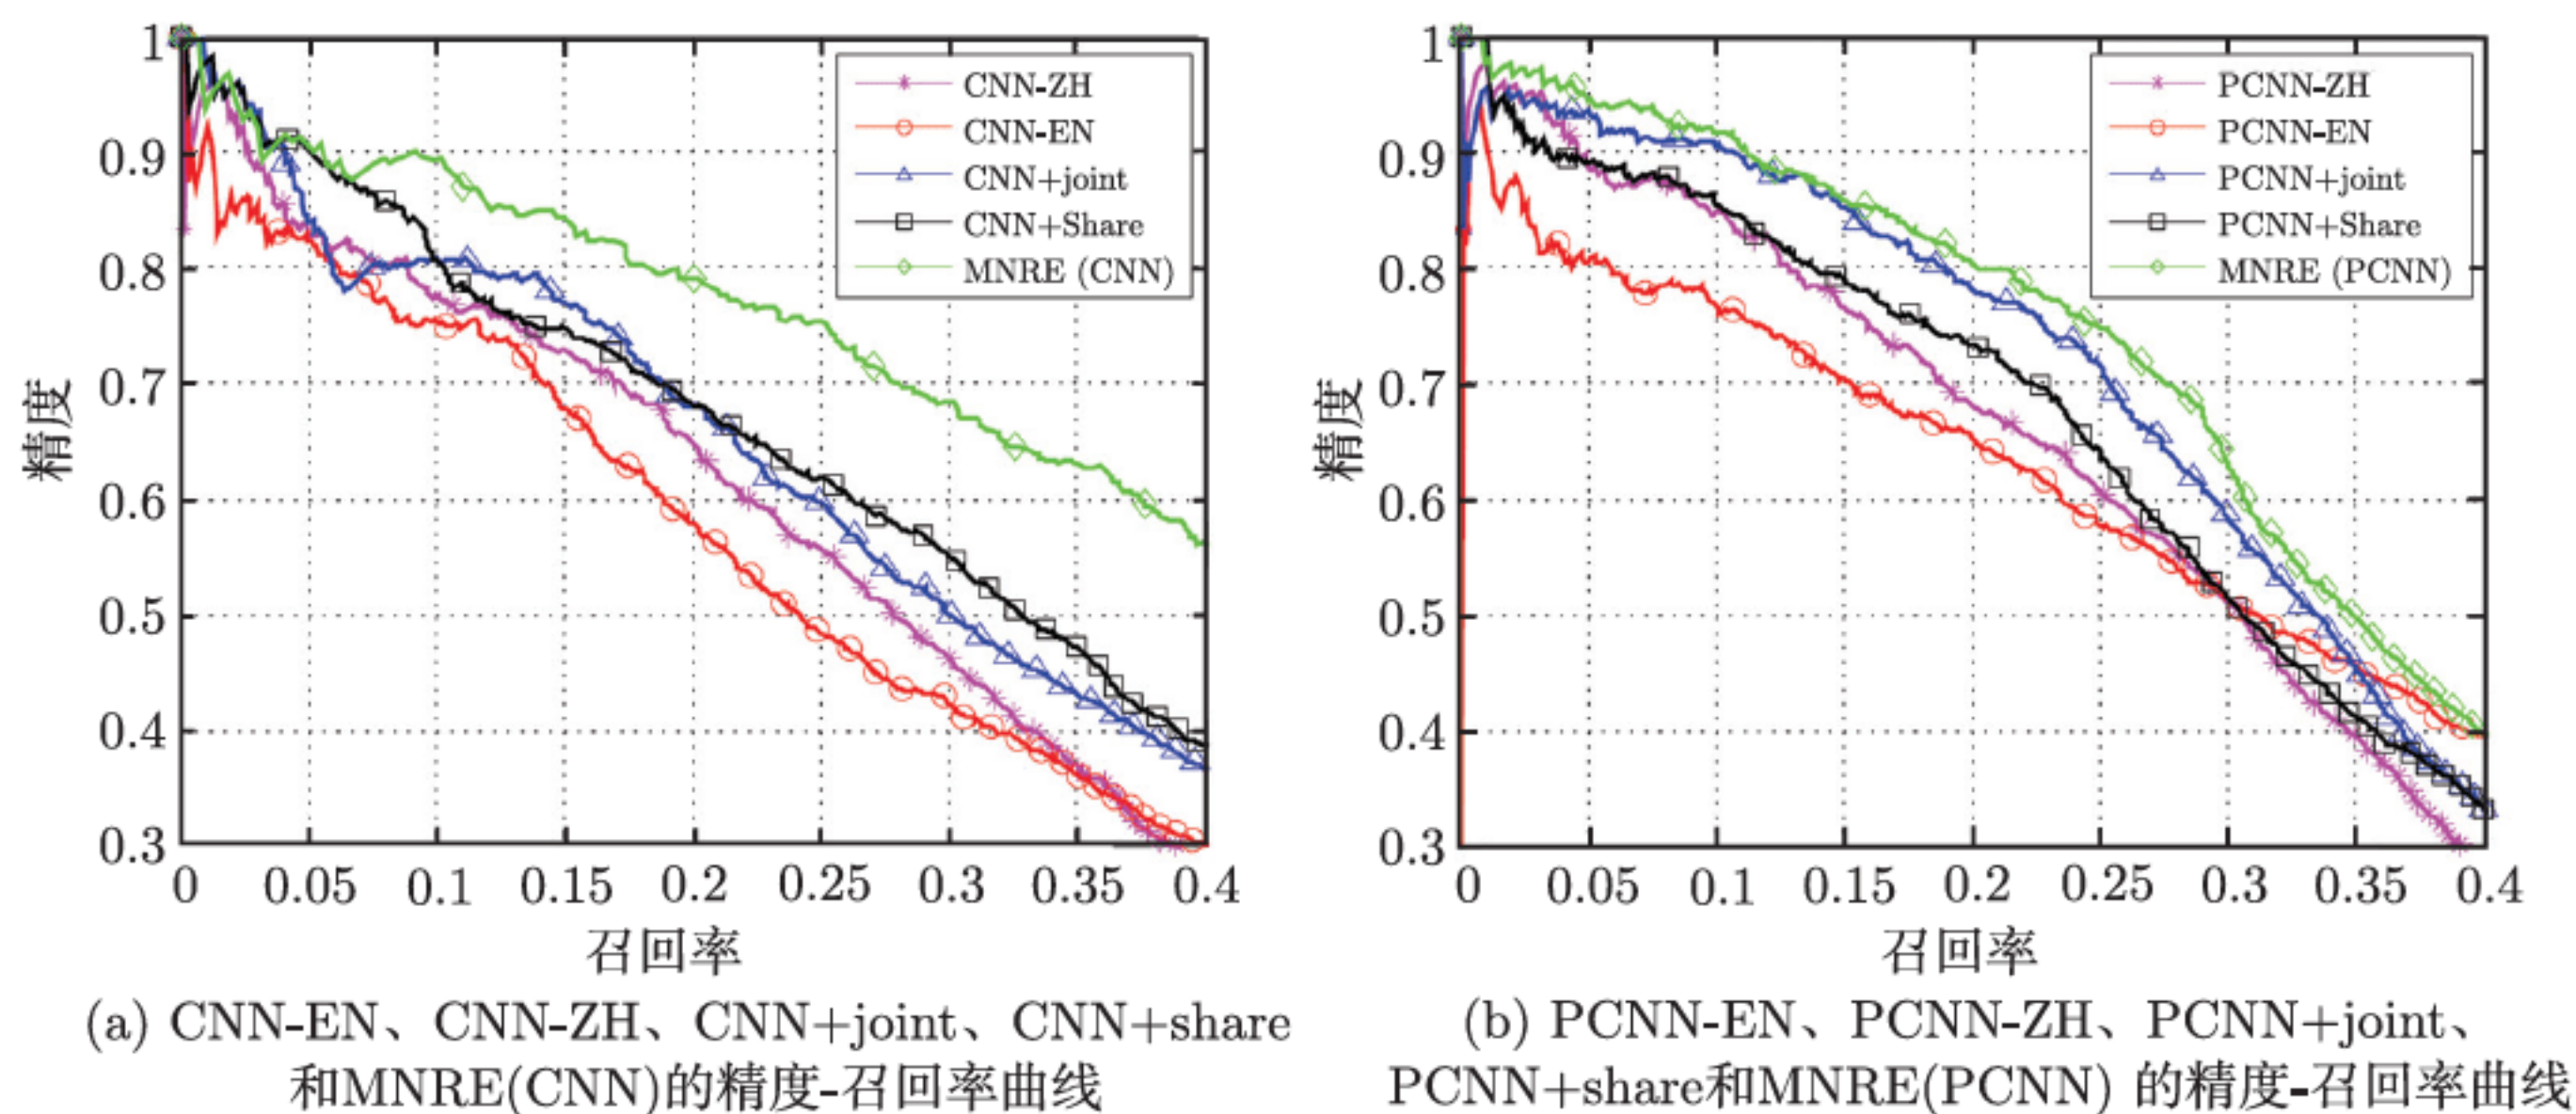 1
0.9
0.8
0.7
0.6
0.5
0.4
0.3
精度
0 0.05 0.1 0.15 0.2 0.25 0.3 0.35 0.4
召回率
CNN-ZH
CNN-EN
CNN+joint
CNN+Share
MNRE (CNN)
(a) CNN-EN、CNN-ZH、CNN+joint、CNN+share
和MNRE(CNN)的精度-召回率曲线
1
0.9
0.8
0.7
0.6
0.5
0.4
0.3
精度
0 0.05 0.1 0.15 0.2 0.25 0.3 0.35 0.4
召回率
PCNN-ZH
PCNN-EN
PCNN+joint
PCNN+Share
MNRE (PCNN)
(b) PCNN-EN、PCNN-ZH、PCNN+joint、
PCNN+share和MNRE(PCNN) 的精度-召回率曲线